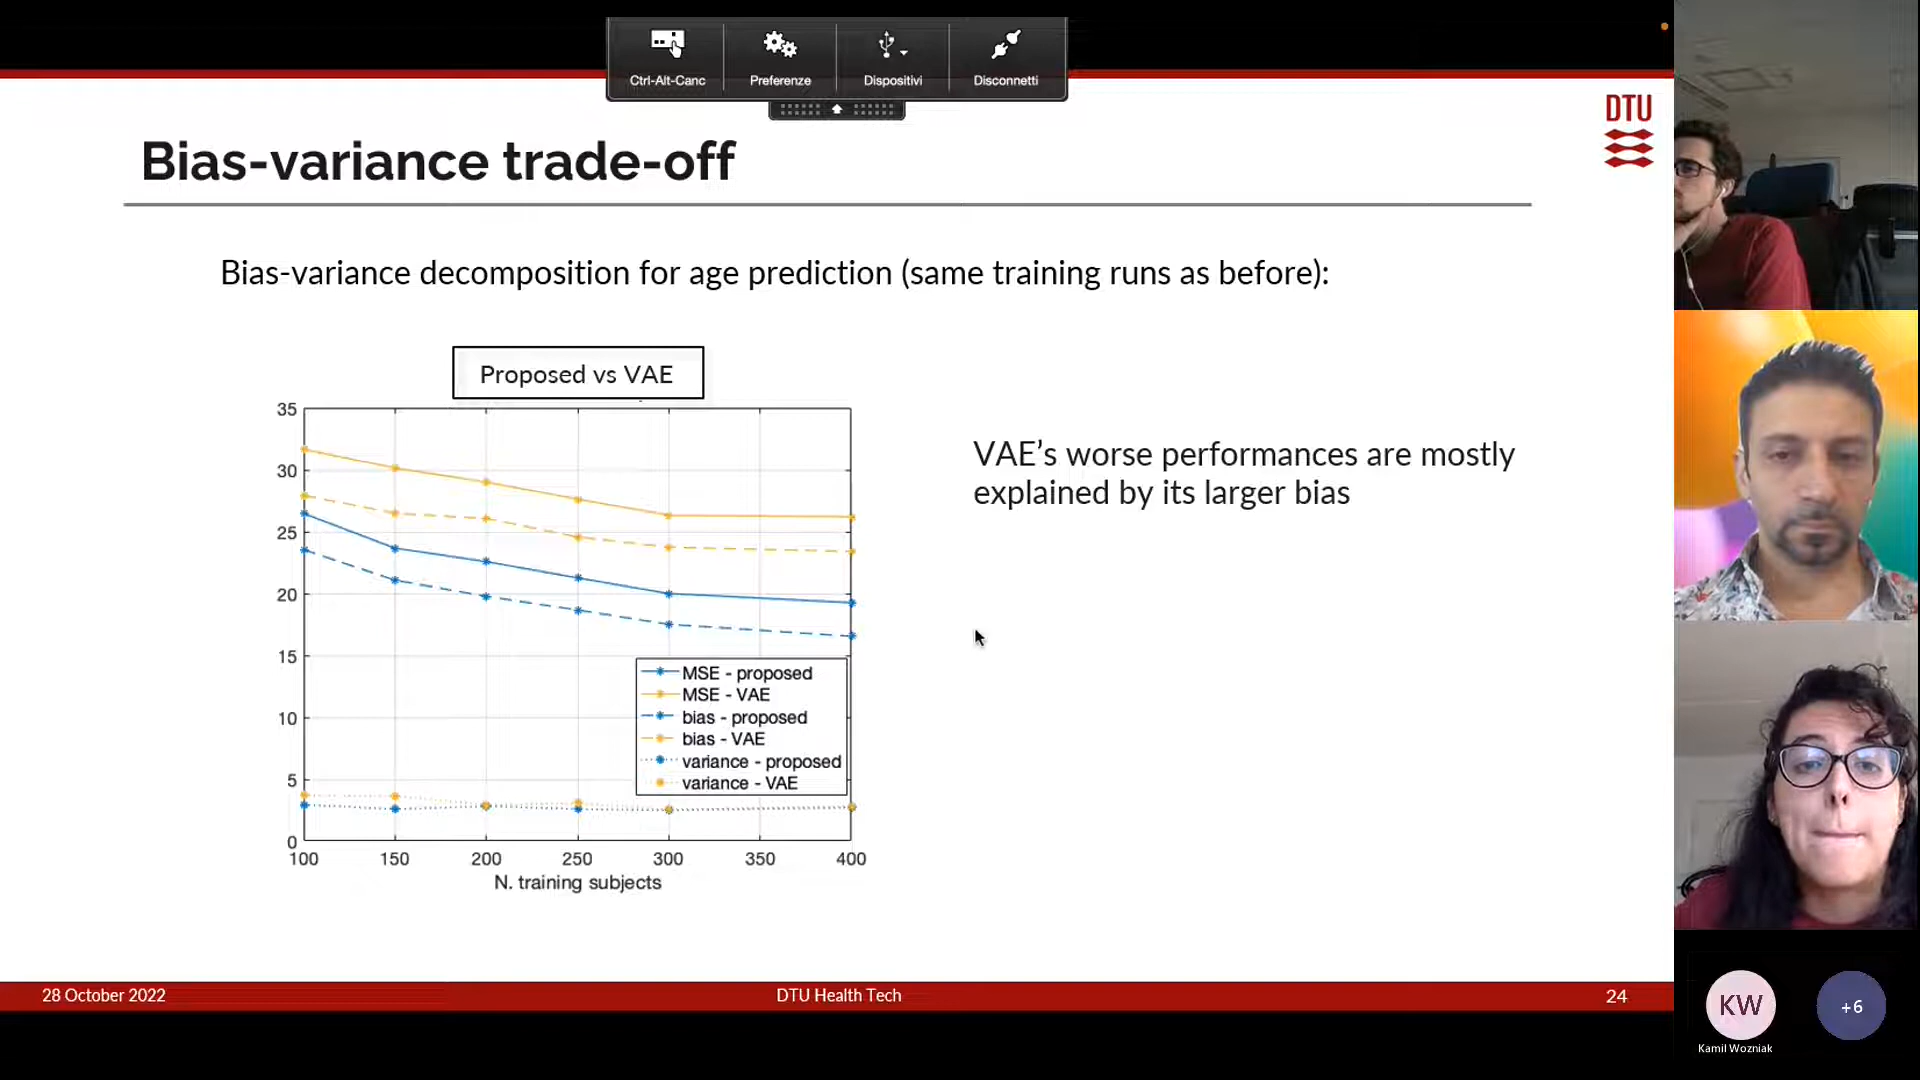 Ctrl-Alt-Canc
Preferenze
Dispositivi
Disconnetti
DTU
Bias-variance trade-off
Bias-variance decomposition for age prediction (same training runs as before):
Proposed vs VAE
35
30
25
20
15
10
5
0
MSE - proposed
MSE - VAE
bias - proposed
bias - VAE
variance - proposed
variance - VAE
100 150 200 250 300 350 400
N. training subjects
VAE’s worse performances are mostly
explained by its larger bias
28 October 2022
DTU Health Tech
24
KW
+6
Kamil Wozniak